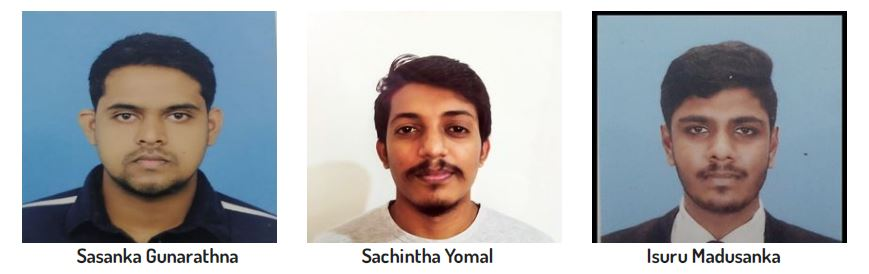 Sasanka Gunarathna
Sachintha Yomal
Isuru Madusanka